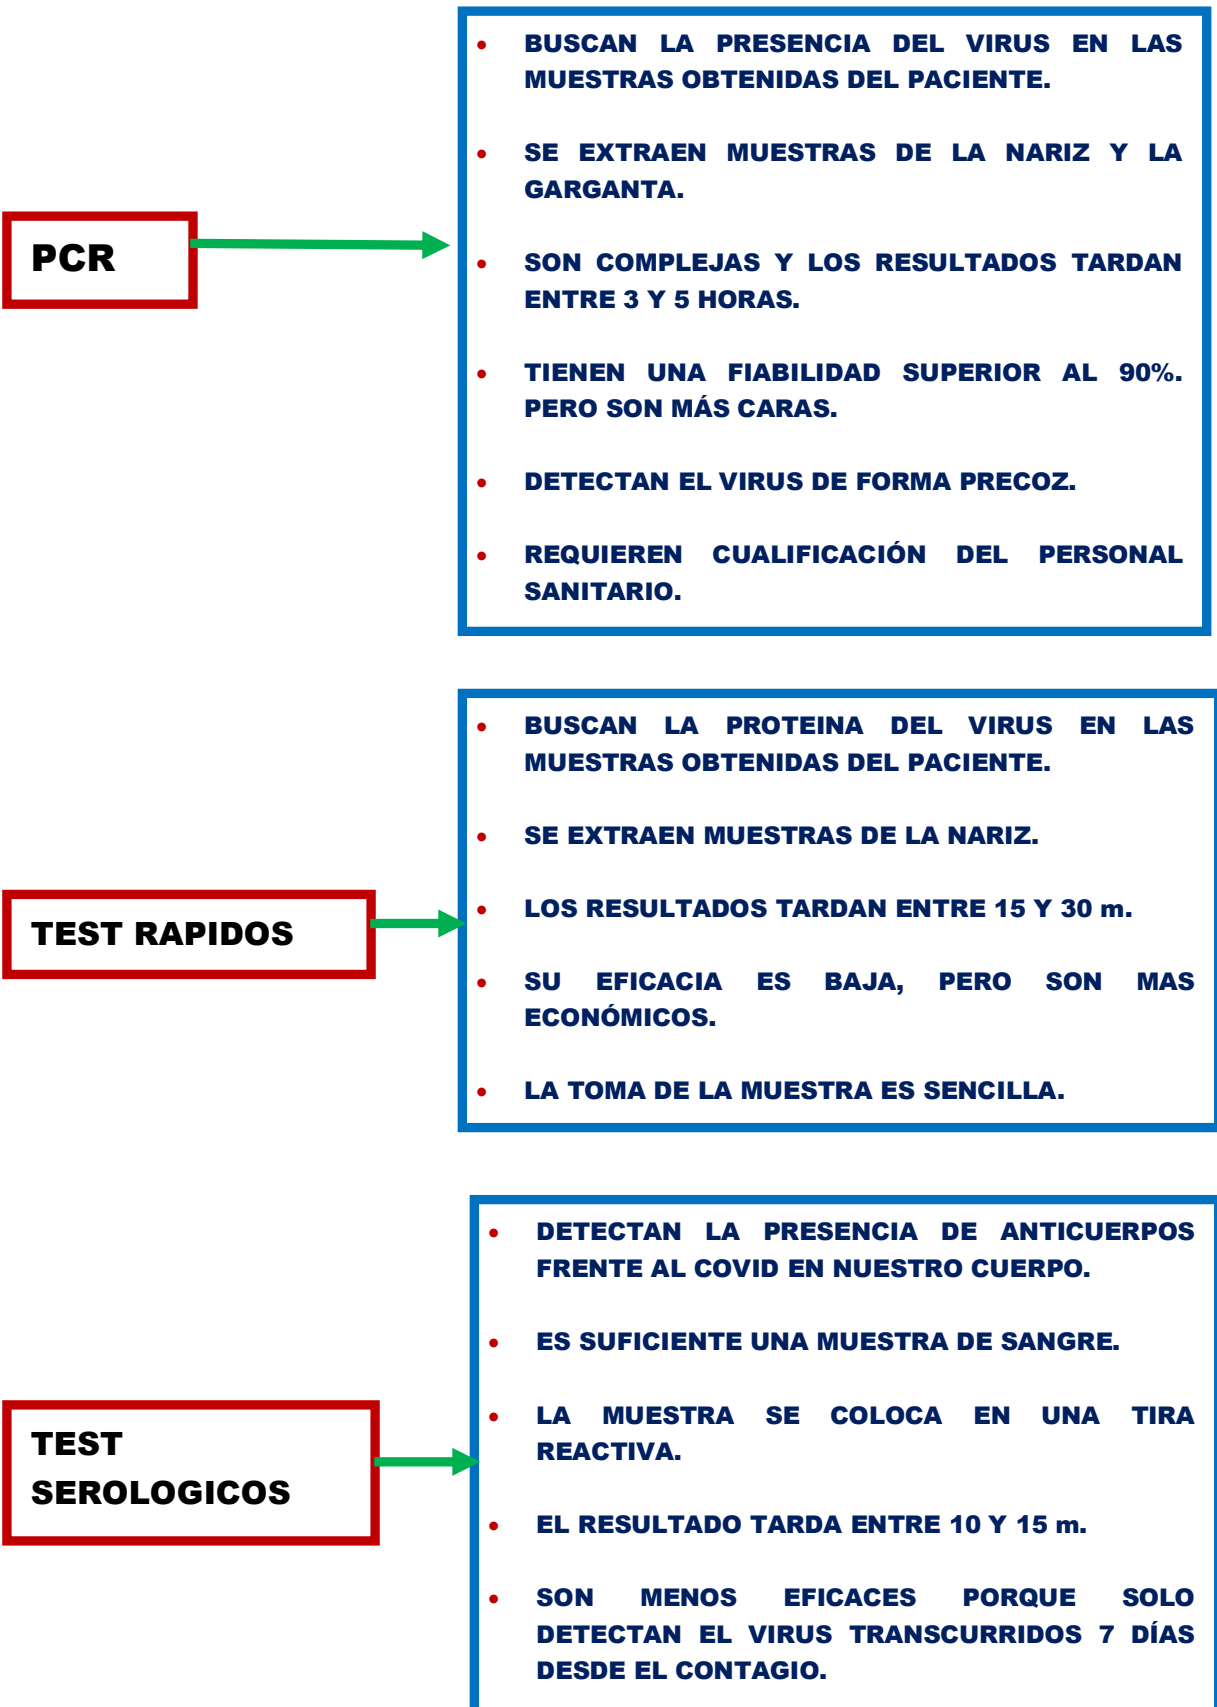 PCR
• BUSCAN LA PRESENCIA DEL VIRUS EN LAS
MUESTRAS OBTENIDAS DEL PACIENTE.
• SE EXTRAEN MUESTRAS DE LA NARIZ Y LA
GARGANTA.
• SON COMPLEJAS Y LOS RESULTADOS TARDAN
ENTRE 3 Y 5 HORAS.
• TIENEN UNA FIABILIDAD SUPERIOR AL 90%.
PERO SON MÁS CARAS.
• DETECTAN EL VIRUS DE FORMA PRECOZ.
• REQUIEREN CUALIFICACIÓN DEL PERSONAL
SANITARIO.
TEST RAPIDOS
• BUSCAN LA PROTEINA DEL VIRUS EN LAS
MUESTRAS OBTENIDAS DEL PACIENTE.
• SE EXTRAEN MUESTRAS DE LA NARIZ.
• LOS RESULTADOS TARDAN ENTRE 15 Y 30 m.
• SU EFICACIA ES BAJA, PERO SON MAS
ECONÓMICOS.
• LA TOMA DE LA MUESTRA ES SENCILLA.
TEST
SEROLOGICOS
• DETECTAN LA PRESENCIA DE ANTICUERPOS
FRENTE AL COVID EN NUESTRO CUERPO.
• ES SUFICIENTE UNA MUESTRA DE SANGRE.
• LA MUESTRA SE COLOCA EN UNA TIRA
REACTIVA.
• EL RESULTADO TARDA ENTRE 10 Y 15 m.
• SON MENOS EFICACES PORQUE SOLO
DETECTAN EL VIRUS TRANSCURRIDOS 7 DÍAS
DESDE EL CONTAGIO.